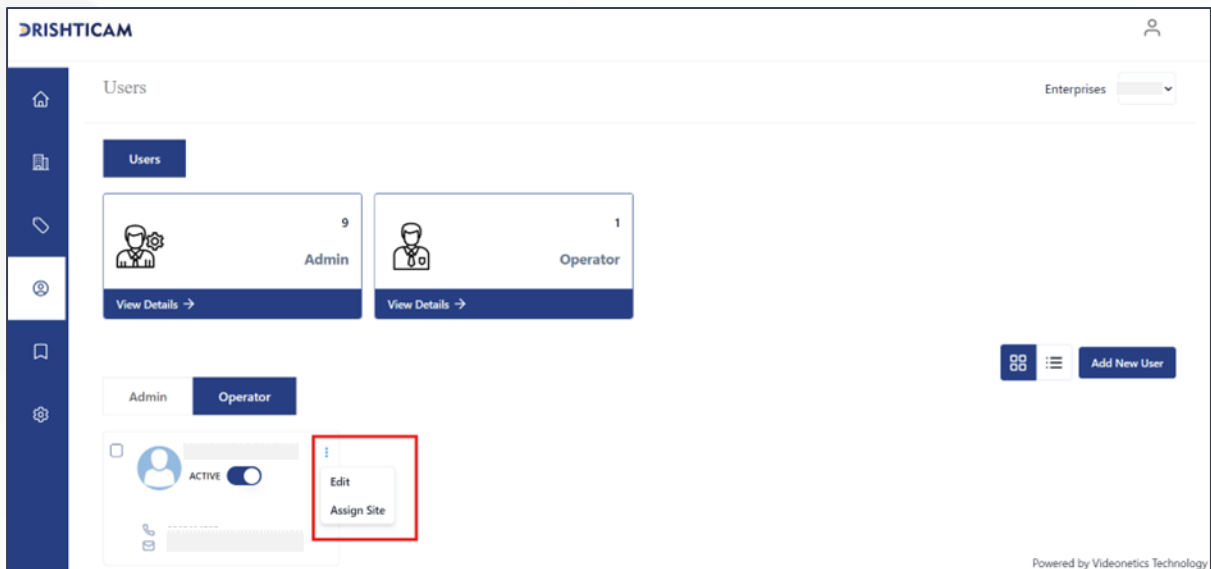 DRISHTICAM
Users
Enterprises
Users
9
Admin
View Details →
1
Operator
View Details →
Add New User
Admin
Operator
ACTIVE
Edit
Assign Site
Powered by Videonetics Technology